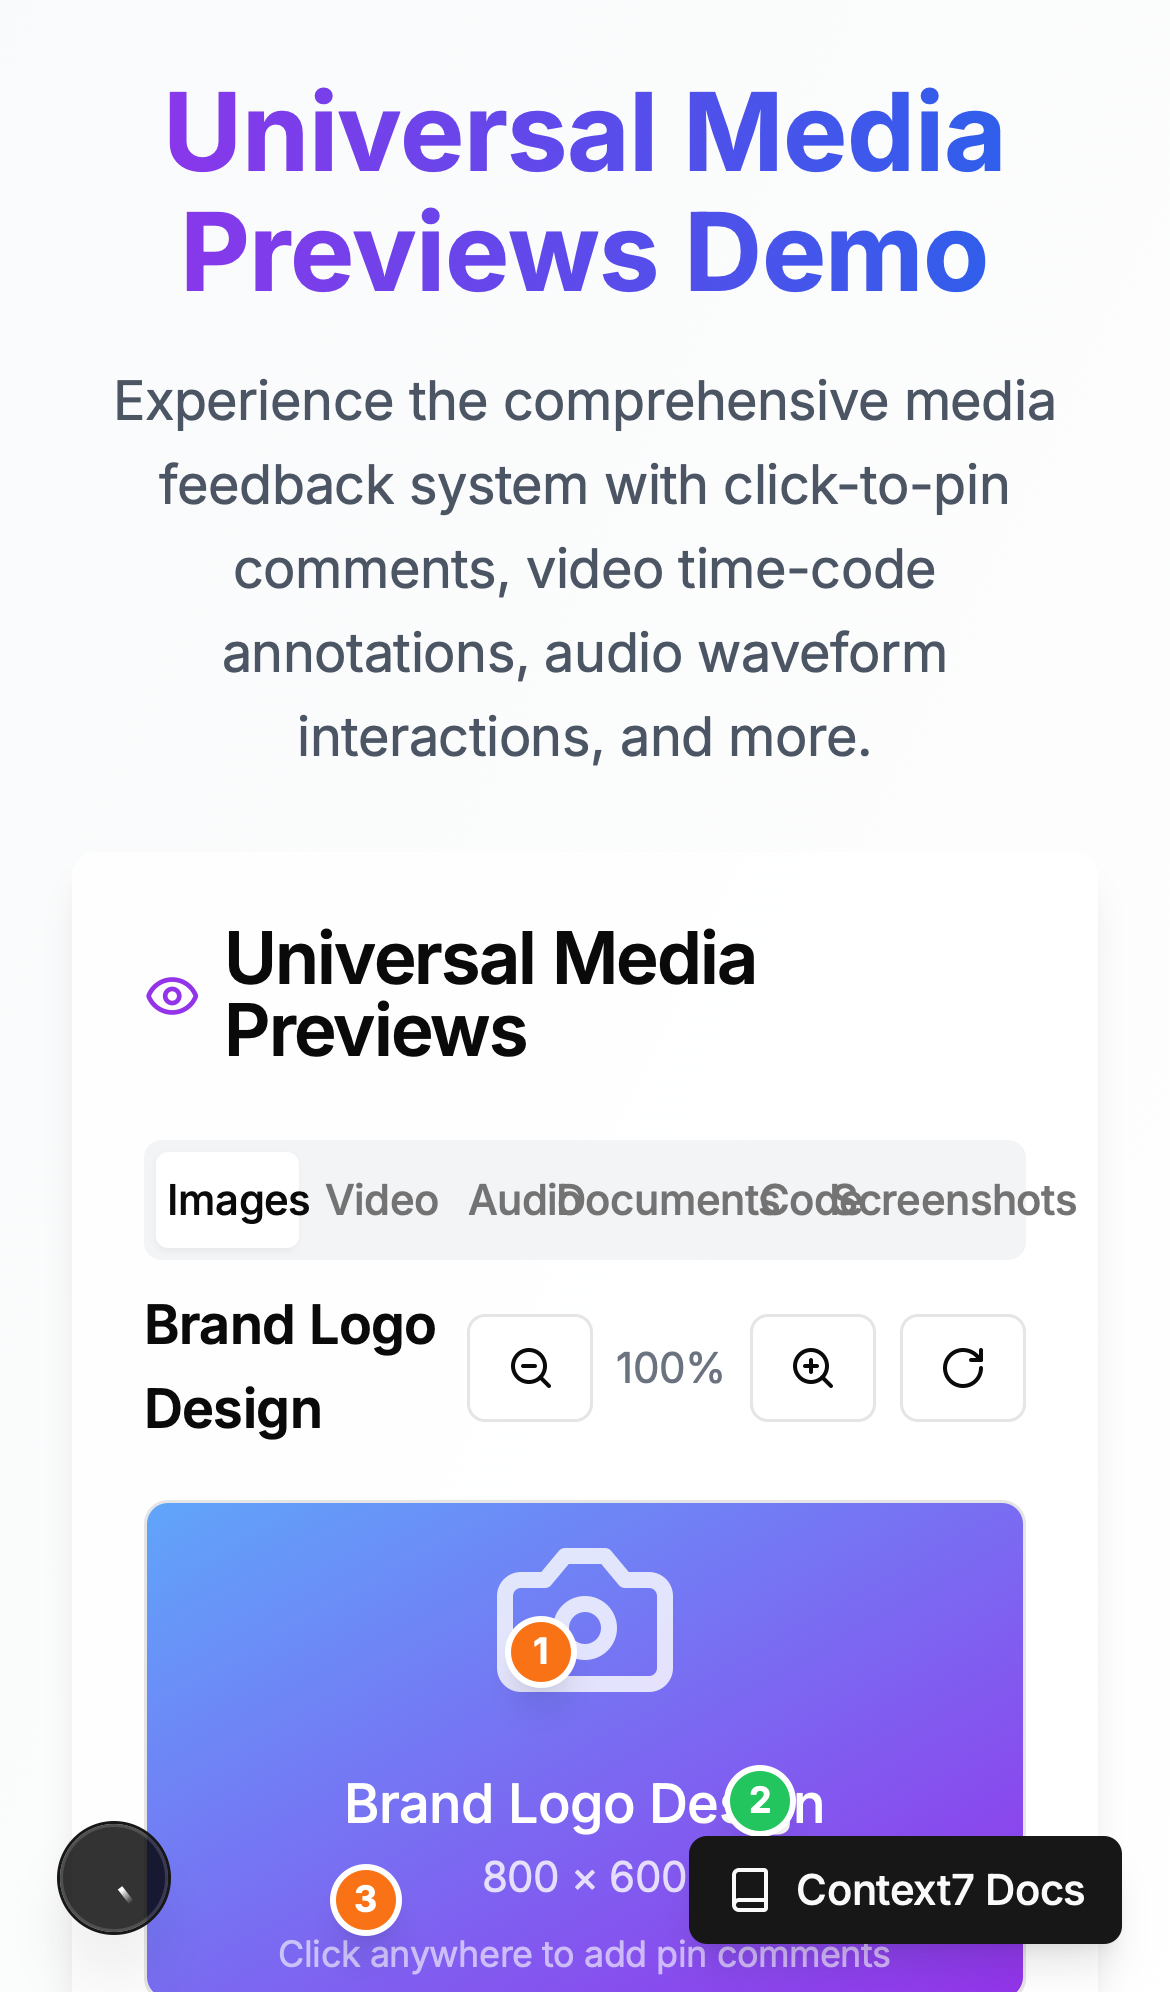 Universal Media
Previews Demo
Experience the comprehensive media
feedback system with click-to-pin
comments, video time-code
annotations, audio waveform
interactions, and more.
Universal Media
Previews
Images Video Audio Documents Code Screenshots
Brand Logo
Design
100%
1
Brand Logo Design
2
800 × 600
3
Context7 Docs
Click anywhere to add pin comments